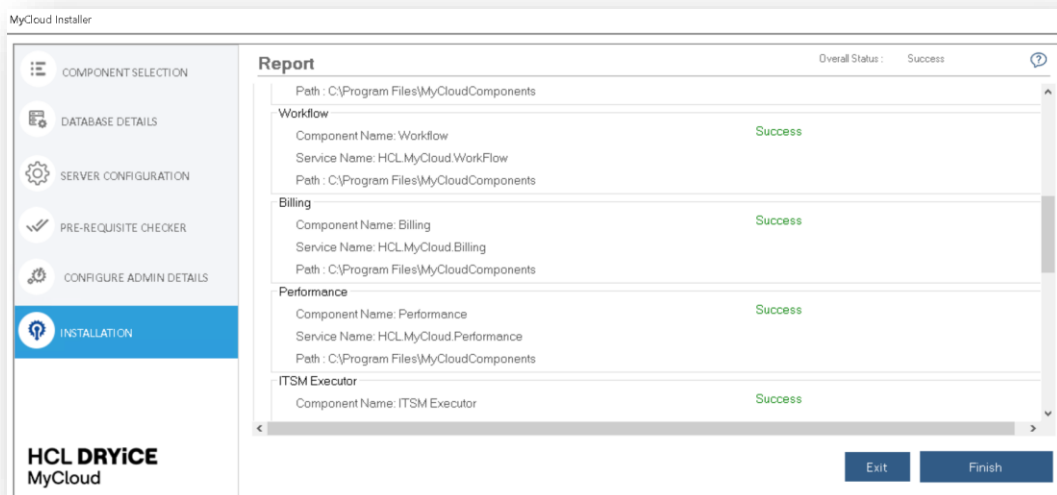 MyCloud Installer
COMPONENT SELECTION
DATABASE DETAILS
SERVER CONFIGURATION
PRE-REQUISITE CHECKER
CONFIGURE ADMIN DETAILS
INSTALLATION
HCL DRYiCE
MyCloud
Report
Overall Status : Success
Path : C:\Program Files\MyCloudComponents
Workflow
Component Name: Workflow Success
Service Name: HCL.MyCloud.WorkFlow
Path : C:\Program Files\MyCloudComponents
Billing
Component Name: Billing Success
Service Name: HCL.MyCloud.Billing
Path : C:\Program Files\MyCloudComponents
Performance
Component Name: Performance Success
Service Name: HCL.MyCloud.Performance
Path : C:\Program Files\MyCloudComponents
ITSM Executor
Component Name: ITSM Executor Success
Exit
Finish